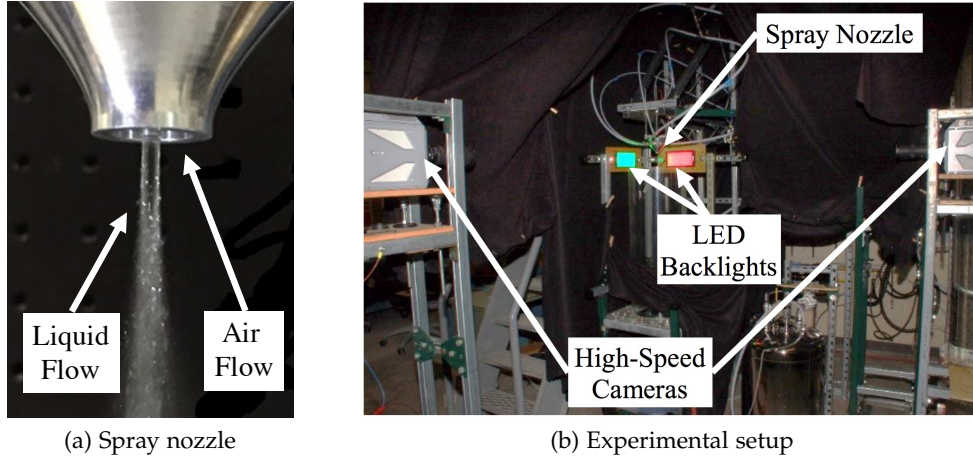 Liquid
Flow
Air
Flow
(a) Spray nozzle
Spray Nozzle
LED
Backlights
High-Speed
Cameras
(b) Experimental setup